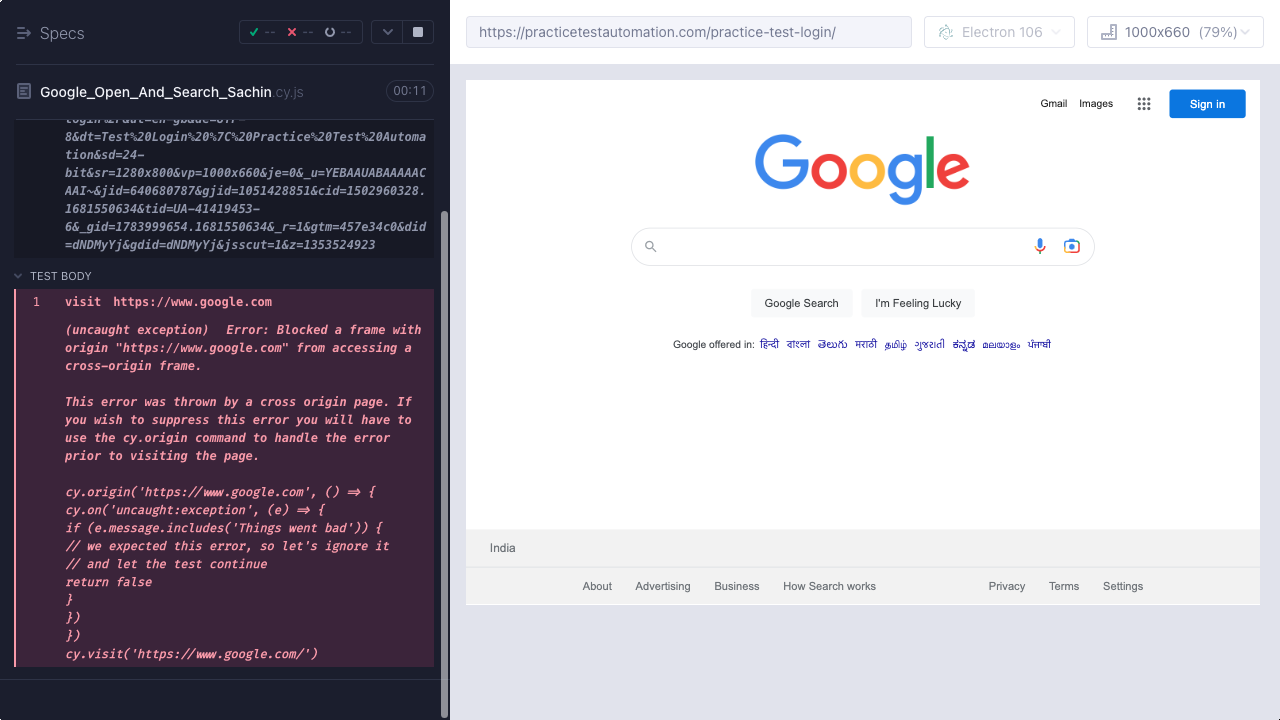 Specs
-- -- --
Google_Open_And_Search_Sachin.cy.js 00:11
8&dt=Test%20Login%20%7C%20Practice%20Test%20Automa
tion&sd=24-
bit&sr=1280x800&vp=1000x660&je=0&_u=YEBAAUABAAAAAC
AAI~&jid=640680787&gjid=1051428851&cid=1502960328.
1681550634&tid=UA-41419453-
6&_gid=1783999654.1681550634&_r=1&gtm=457e34c0&did
=dNDMyYj&gdid=dNDMyYj&jsscut=1&z=1353524923
TEST BODY
1 visit https://www.google.com
(uncaught exception) Error: Blocked a frame with
origin "https://www.google.com" from accessing a
cross-origin frame.
This error was thrown by a cross origin page. If
you wish to suppress this error you will have to
use the cy.origin command to handle the error
prior to visiting the page.
cy.origin('https://www.google.com', () => {
cy.on('uncaught:exception', (e) => {
if (e.message.includes('Things went bad')) {
// we expected this error, so let's ignore it
// and let the test continue
return false
}
})
})
cy.visit('https://www.google.com/')
https://practicetestautomation.com/practice-test-login/
Electron 106
1000x660 (79%)
Gmail Images Sign in
Google
Google Search I'm Feeling Lucky
Google offered in: हिन्दी বাংলা తెలుగు मराठी தமிழ் ગુજરાતી ಕನ್ನಡ മലയാളം ਪੰਜਾਬੀ
India
About Advertising Business How Search works Privacy Terms Settings